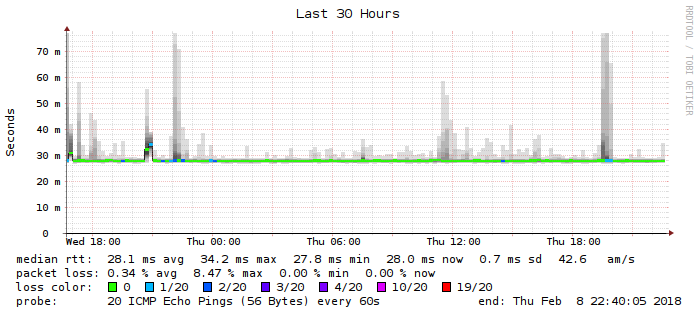 Last 30 Hours
RRDTOOL / TOBI OETIKER
Seconds
70 m
60 m
50 m
40 m
30 m
20 m
10 m
0
Wed 18:00 Thu 00:00 Thu 06:00 Thu 12:00 Thu 18:00
median rtt: 28.1 ms avg 34.2 ms max 27.8 ms min 28.0 ms now 0.7 ms sd 42.6 am/s
packet loss: 0.34 % avg 8.47 % max 0.00 % min 0.00 % now
loss color: 0 1/20 2/20 3/20 4/20 10/20 19/20
probe: 20 ICMP Echo Pings (56 Bytes) every 60s end: Thu Feb 8 22:40:05 2018